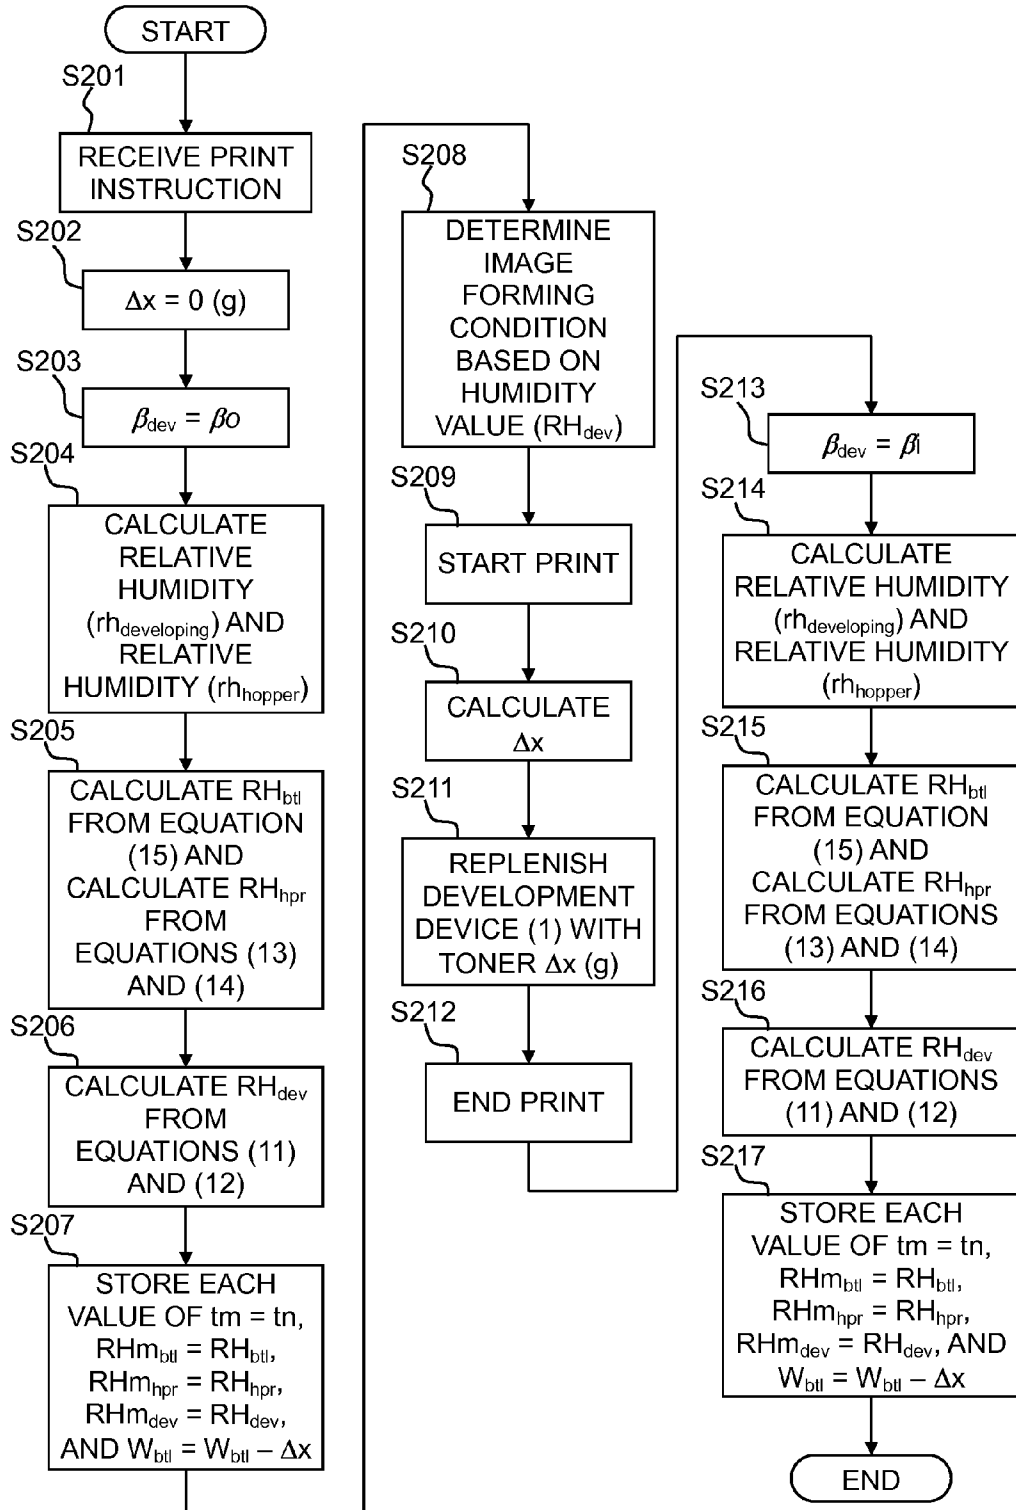 START
S201
RECEIVE PRINT
INSTRUCTION
S202
Δx = 0 (g)
S203
βdev = βo
S204
CALCULATE
RELATIVE
HUMIDITY
(rhdeveloping) AND
RELATIVE
HUMIDITY (rhhopper)
S205
CALCULATE RHbtl
FROM EQUATION
(15) AND
CALCULATE RHhpr
FROM
EQUATIONS (13)
AND (14)
S206
CALCULATE RHdev
FROM
EQUATIONS (11)
AND (12)
S207
STORE EACH
VALUE OF tm = tn,
RHmbtl = RHbtl,
RHmhpr = RHhpr,
RHmdev = RHdev,
AND Wbtl = Wbtl – Δx
S208
DETERMINE
IMAGE
FORMING
CONDITION
BASED ON
HUMIDITY
VALUE (RHdev)
S209
START PRINT
S210
CALCULATE
Δx
S211
REPLENISH
DEVELOPMENT
DEVICE (1) WITH
TONER Δx (g)
S212
END PRINT
S213
βdev = βi
S214
CALCULATE
RELATIVE HUMIDITY
(rhdeveloping) AND
RELATIVE HUMIDITY
(rhhopper)
S215
CALCULATE RHbtl
FROM EQUATION
(15) AND
CALCULATE RHhpr
FROM EQUATIONS
(13) AND (14)
S216
CALCULATE RHdev
FROM EQUATIONS
(11) AND (12)
S217
STORE EACH
VALUE OF tm = tn,
RHmbtl = RHbtl,
RHmhpr = RHhpr,
RHmdev = RHdev, AND
Wbtl = Wbtl – Δx
END